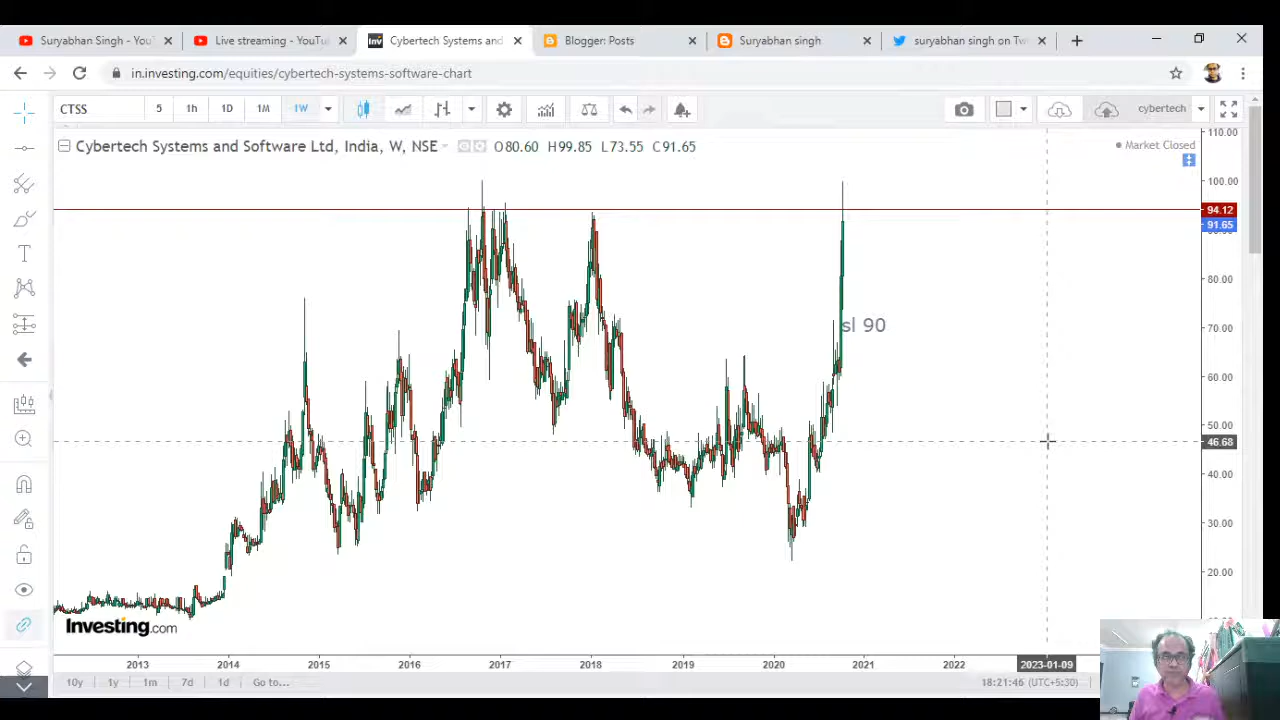 Suryabhan Singh - YouT
Live streaming - YouTu
Cybertech Systems and
Blogger: Posts
Suryabhan singh
suryabhan singh on Tw
in.investing.com/equities/cybertech-systems-software-chart
CTSS 5 1h 1D 1M 1W cybertech
Cybertech Systems and Software Ltd, India, W, NSE O80.60 H99.85 L73.55 C91.65
Market Closed
110.00
100.00
94.12
91.65
80.00
70.00
60.00
50.00
46.68
40.00
30.00
20.00
sl 90
Investing.com
2013 2014 2015 2016 2017 2018 2019 2020 2021 2022 2023-01-09
10y 1y 1m 7d 1d Go to... 18:21:46 (UTC+5:30)